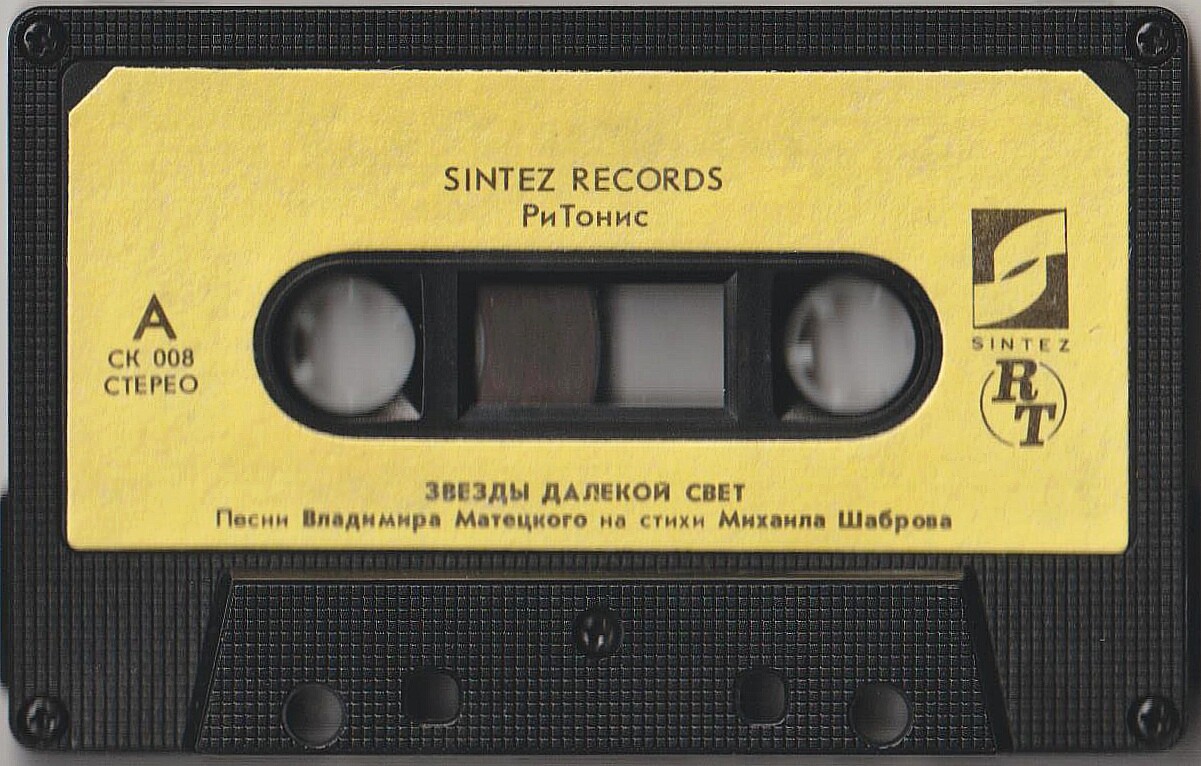 SINTEZ RECORDS
РиТонис
А
СК 008
СТЕРЕО
SINTEZ
RT
ЗВЕЗДЫ ДАЛЕКОЙ СВЕТ
Песни Владимира Матецкого на стихи Михаила Шаброва